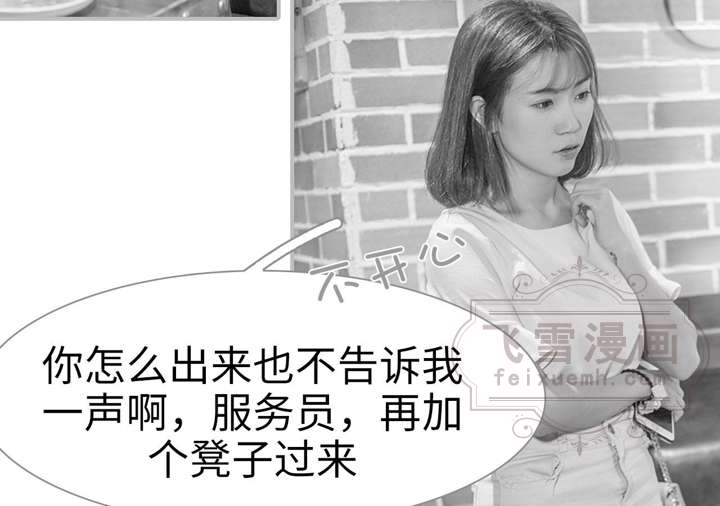 不开心
你怎么出来也不告诉我
一声啊，服务员，再加
个凳子过来
飞雪漫画
feixuemh.com